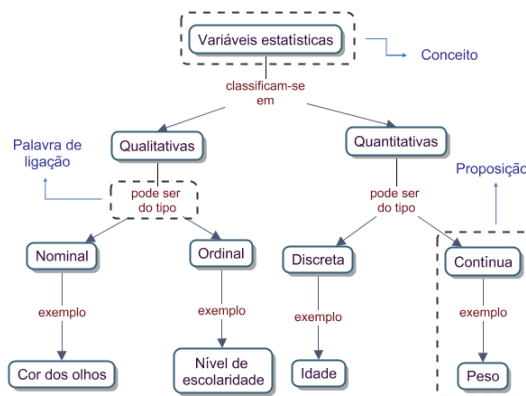 Variáveis estatísticas
Conceito
classificam-se
em
Qualitativas
Quantitativas
Palavra de
ligação
Proposição
pode ser
do tipo
pode ser
do tipo
Nominal
Ordinal
Discreta
Contínua
exemplo
exemplo
exemplo
exemplo
Cor dos olhos
Nível de
escolaridade
Idade
Peso